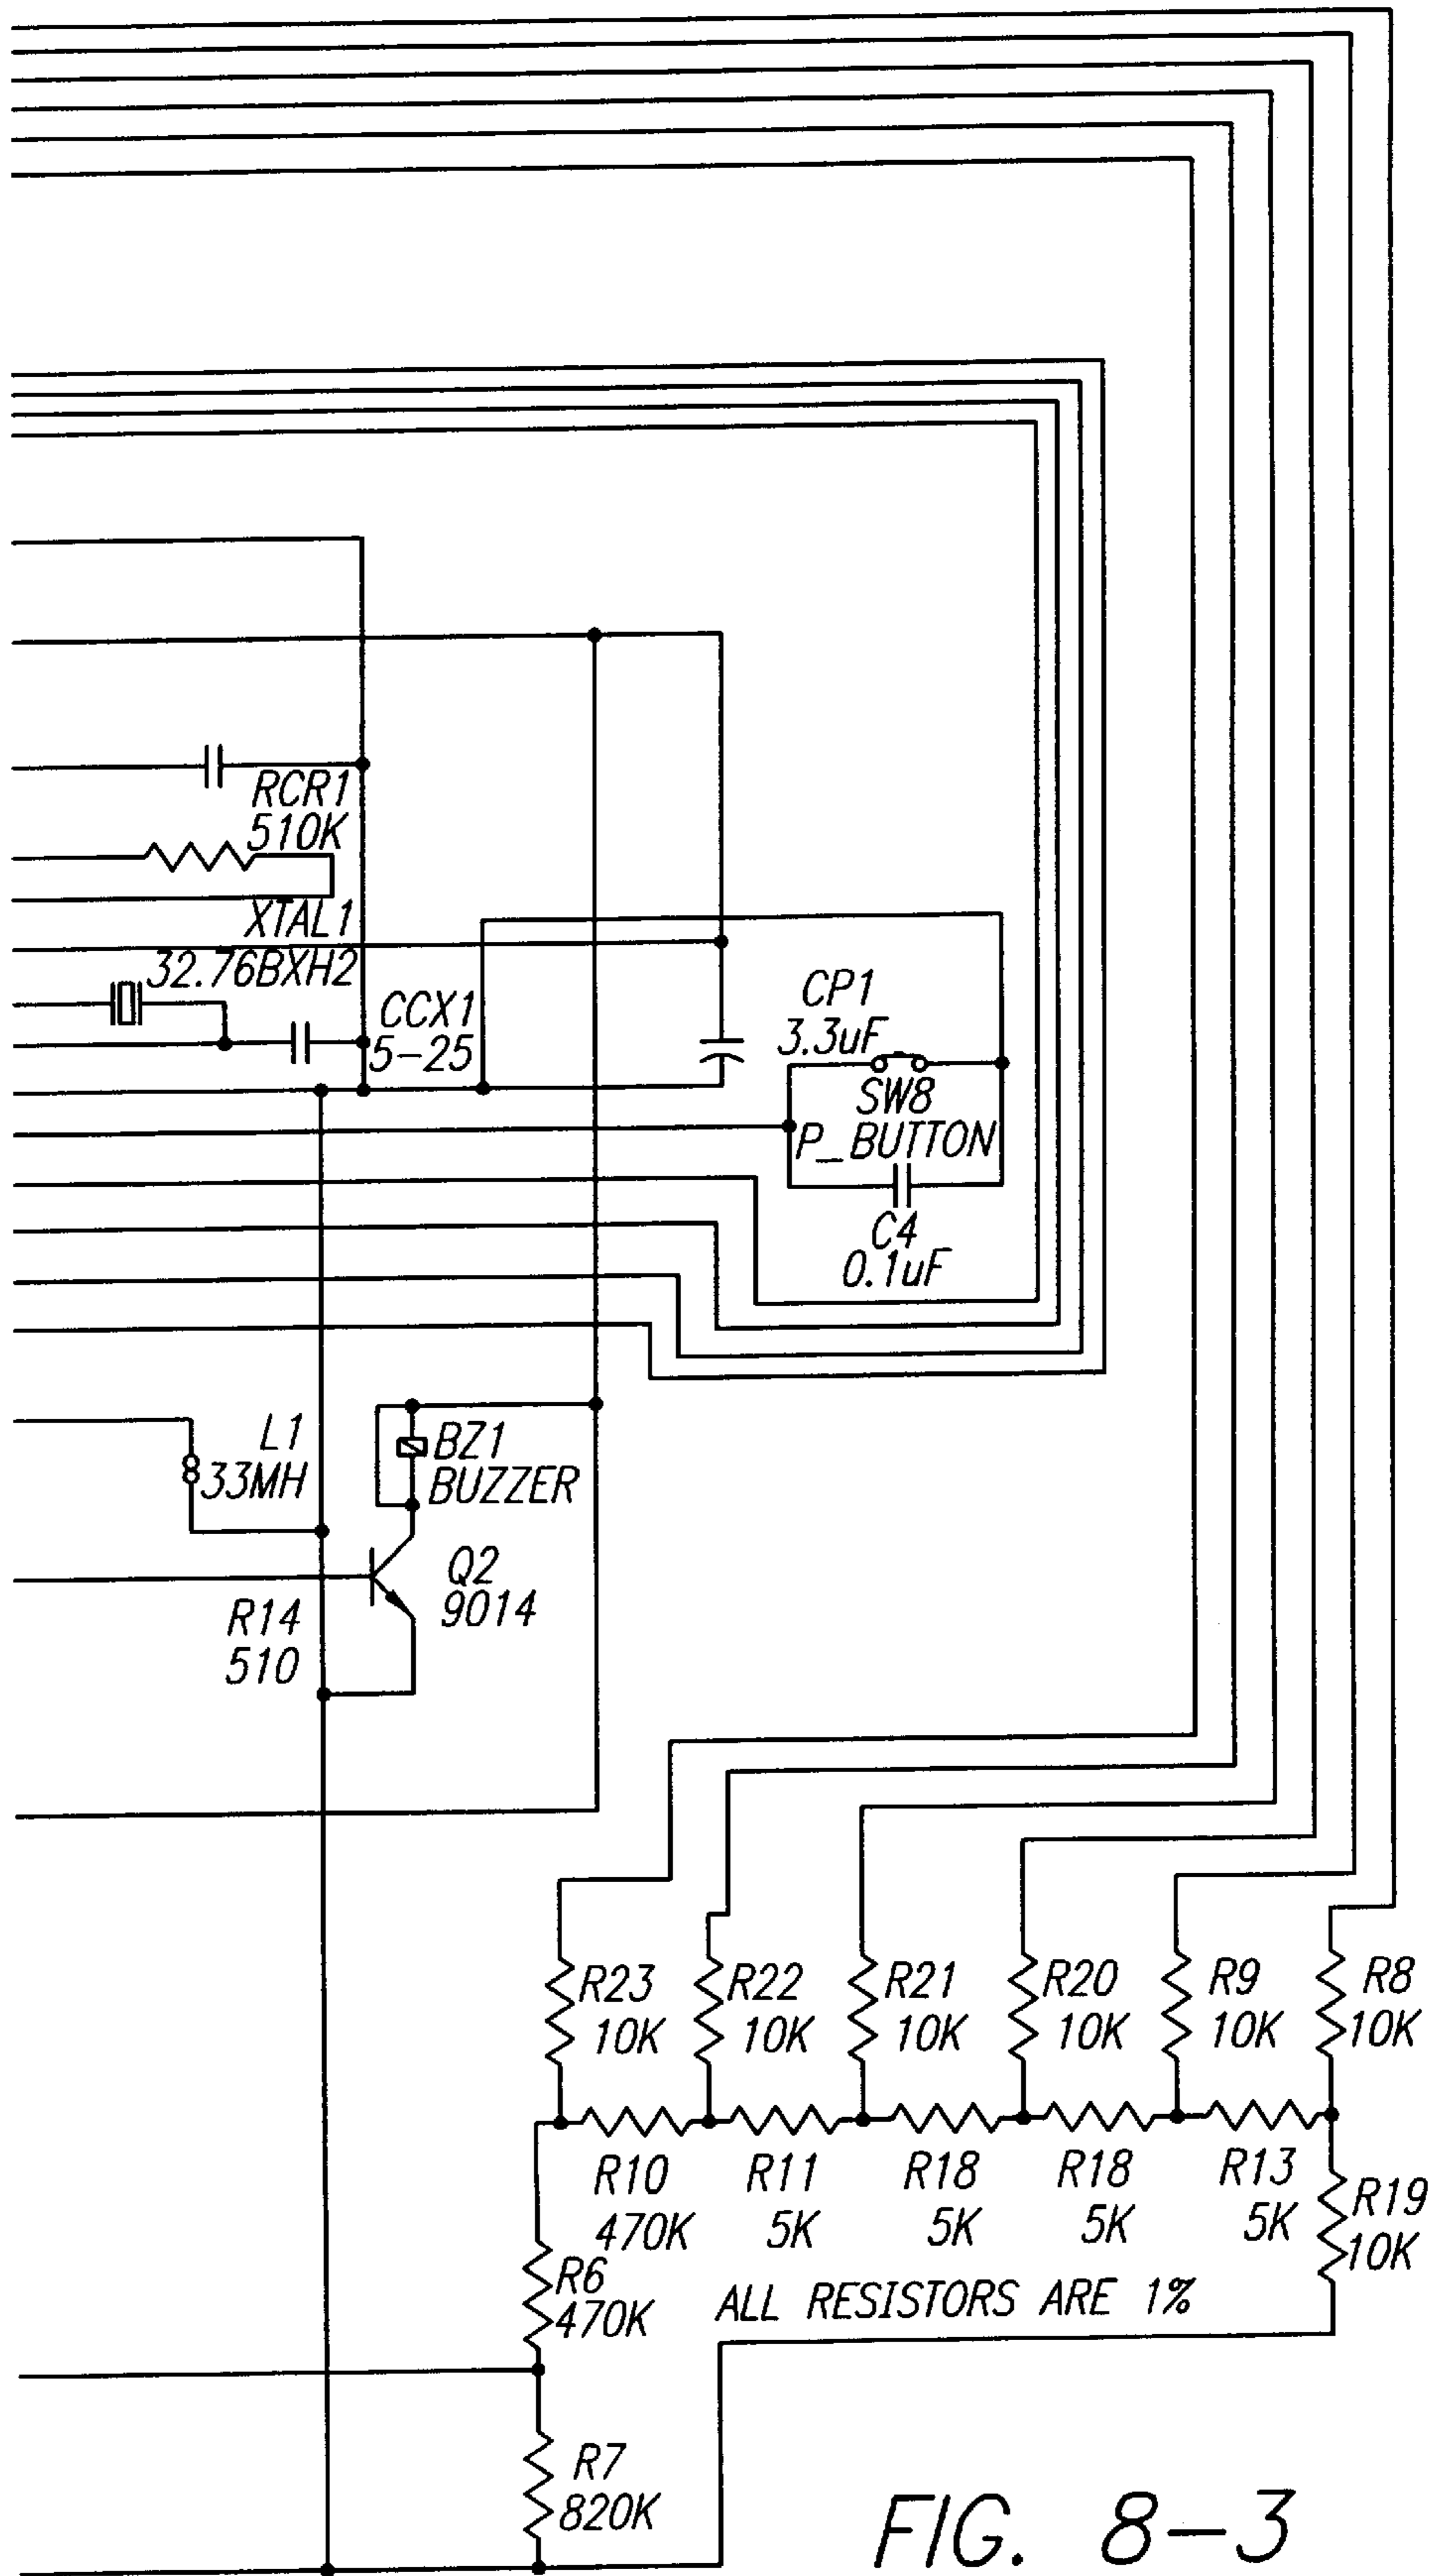 RCR1
510K
XTAL1
32.76BXH2
CCX1
5-25
CP1
3.3uF
SW8
P_BUTTON
C4
0.1uF
L1
33MH
BZ1
BUZZER
Q2
9014
R14
510
R23
10K
R22
10K
R21
10K
R20
10K
R9
10K
R8
10K
R10
470K
R11
5K
R18
5K
R18
5K
R13
5K
R19
10K
R6
470K
ALL RESISTORS ARE 1%
R7
820K
FIG. 8-3